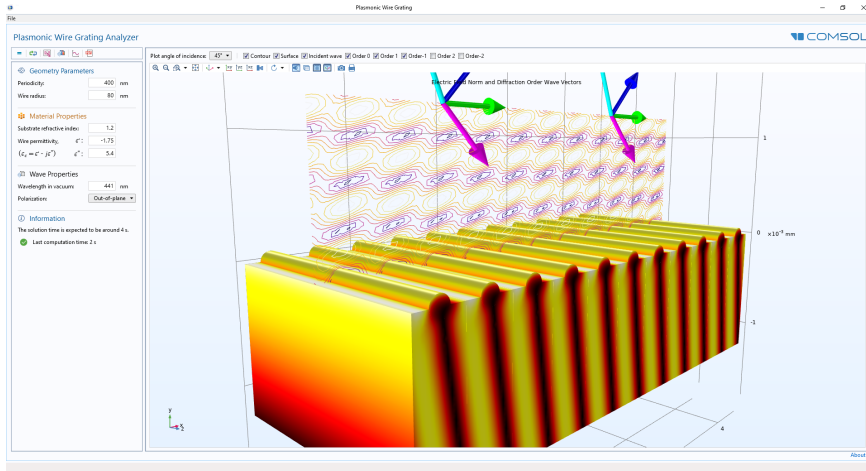 Plasmonic Wire Grating
File
Plasmonic Wire Grating Analyzer
COMSOL
Geometry Parameters
Periodicity: 400 nm
Wire radius: 80 nm
Material Properties
Substrate refractive index: 1.2
Wire permittivity, ε': -1.75
(εr = ε' - jε'') ε'': 5.4
Wave Properties
Wavelength in vacuum: 441 nm
Polarization: Out-of-plane
Information
The solution time is expected to be around 4 s.
Last computation time: 2 s
Plot angle of incidence: 45° Contour Surface Incident wave Order 0 Order 1 Order-1 Order 2 Order-2
Electric Field Norm and Diffraction Order Wave Vectors
1
0 ×10⁻³ mm
-1
4
y
x
z
About